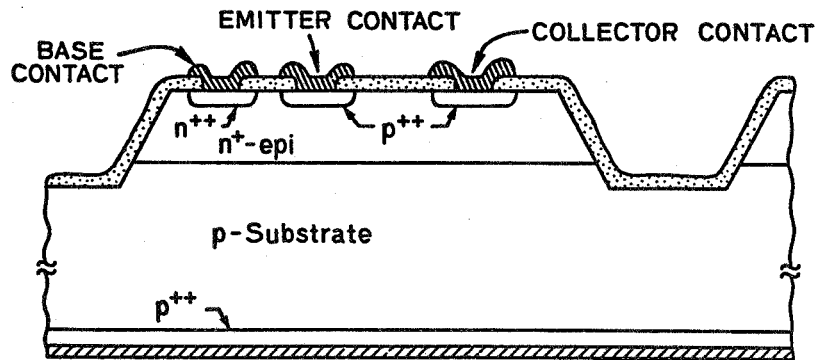 EMITTER CONTACT
BASE
CONTACT
COLLECTOR CONTACT
n++
p++
n+-epi
p-Substrate
p++